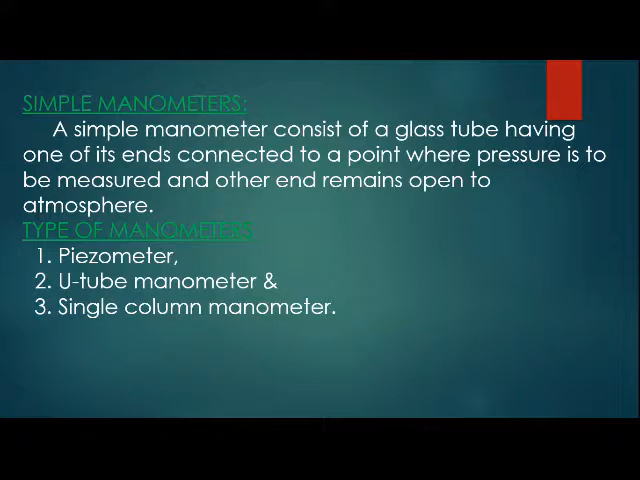 SIMPLE MANOMETERS:
A simple manometer consist of a glass tube having
one of its ends connected to a point where pressure is to
be measured and other end remains open to
atmosphere.
TYPE OF MANOMETERS
1. Piezometer,
2. U-tube manometer &
3. Single column manometer.